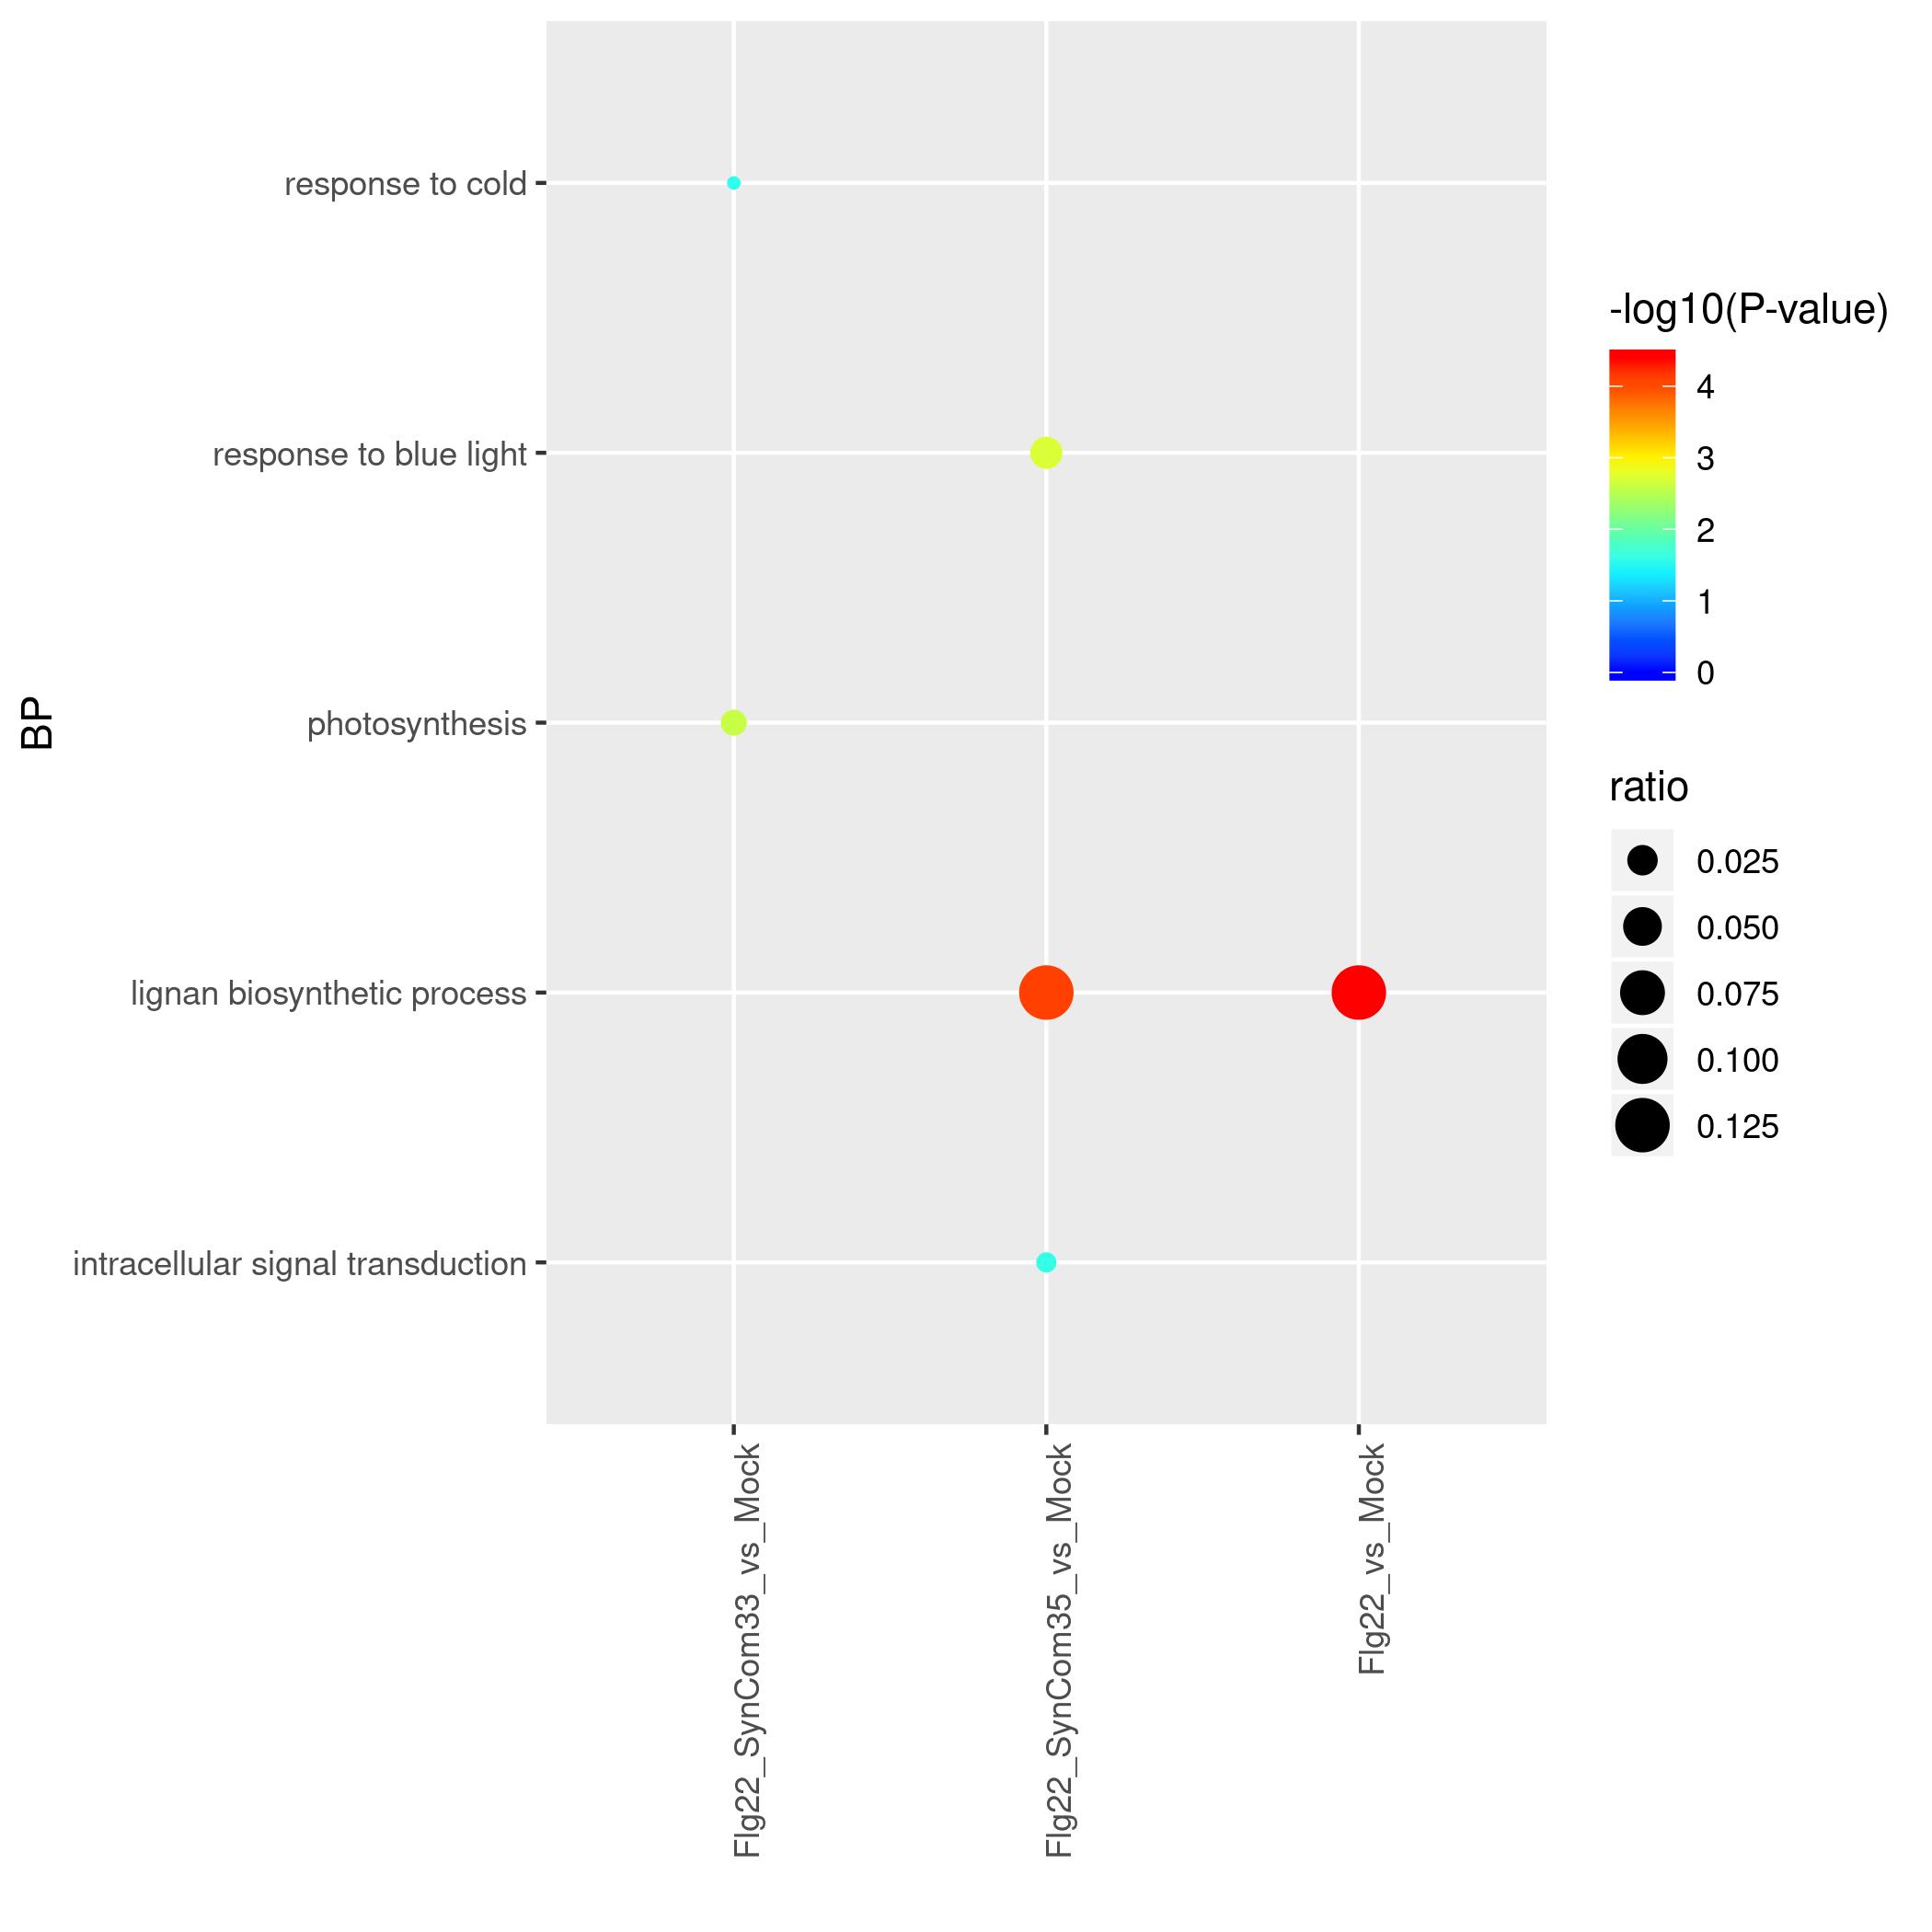 BP
response to cold
response to blue light
photosynthesis
lignan biosynthetic process
intracellular signal transduction
Flg22_SynCom33_vs_Mock
Flg22_SynCom35_vs_Mock
Flg22_vs_Mock
-log10(P-value)
4
3
2
1
0
ratio
0.025
0.050
0.075
0.100
0.125